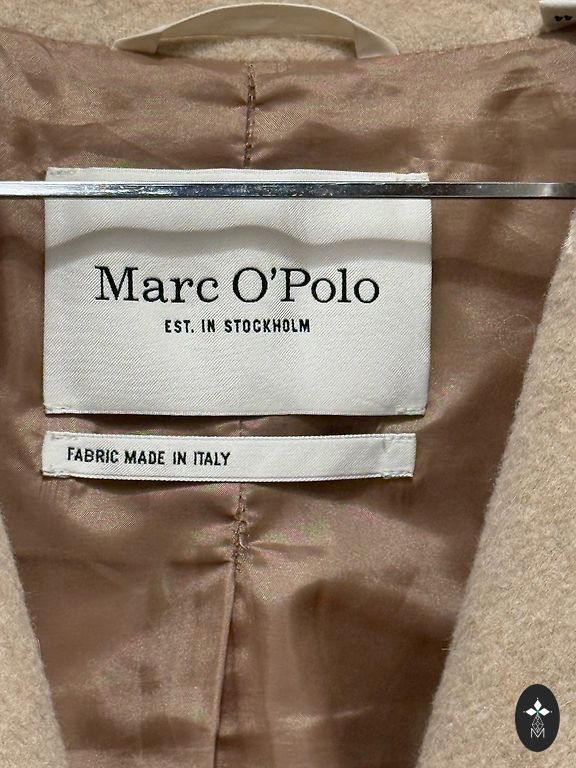 Marc O'Polo
EST. IN STOCKHOLM
FABRIC MADE IN ITALY